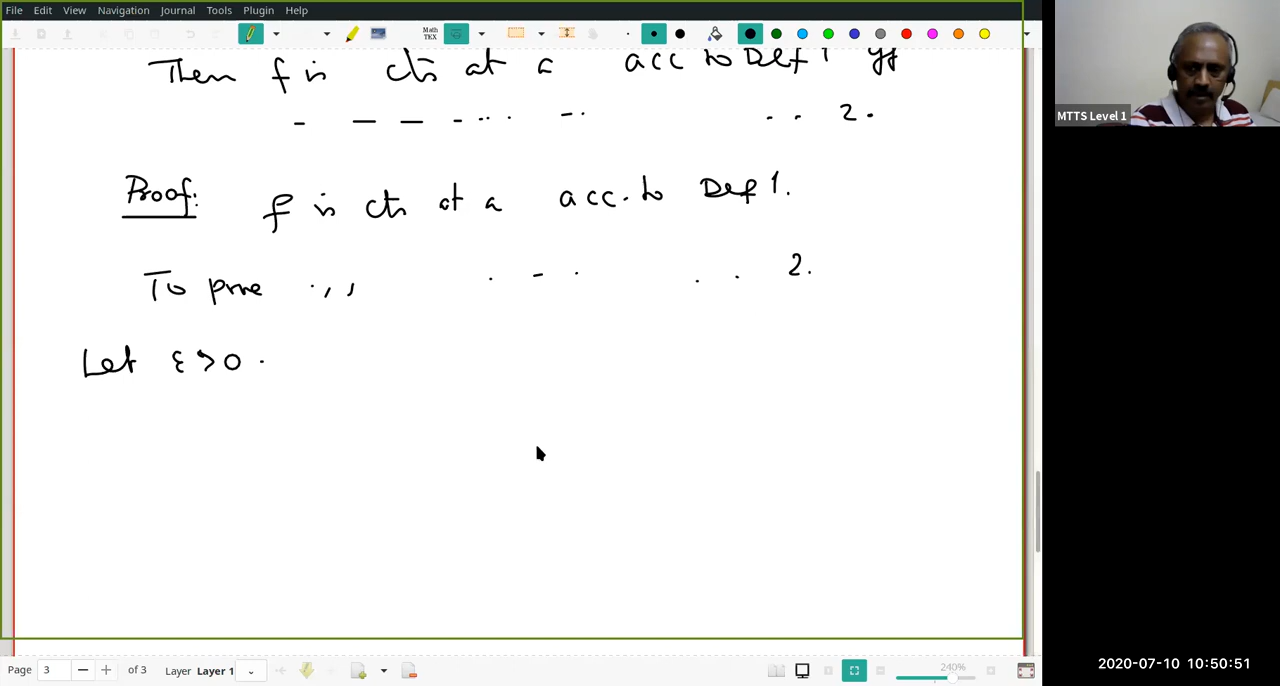 File Edit View Navigation Journal Tools Plugin Help
Then f is cts at a acc to Def 1 iff
- - - - . . . - . . . 2.
Proof: f is cts at a acc. to Def 1.
To prove . , , . - . . . 2.
Let ε > 0.
MTTS Level 1
Page 3 of 3 Layer Layer 1 240%
2020-07-10 10:50:51